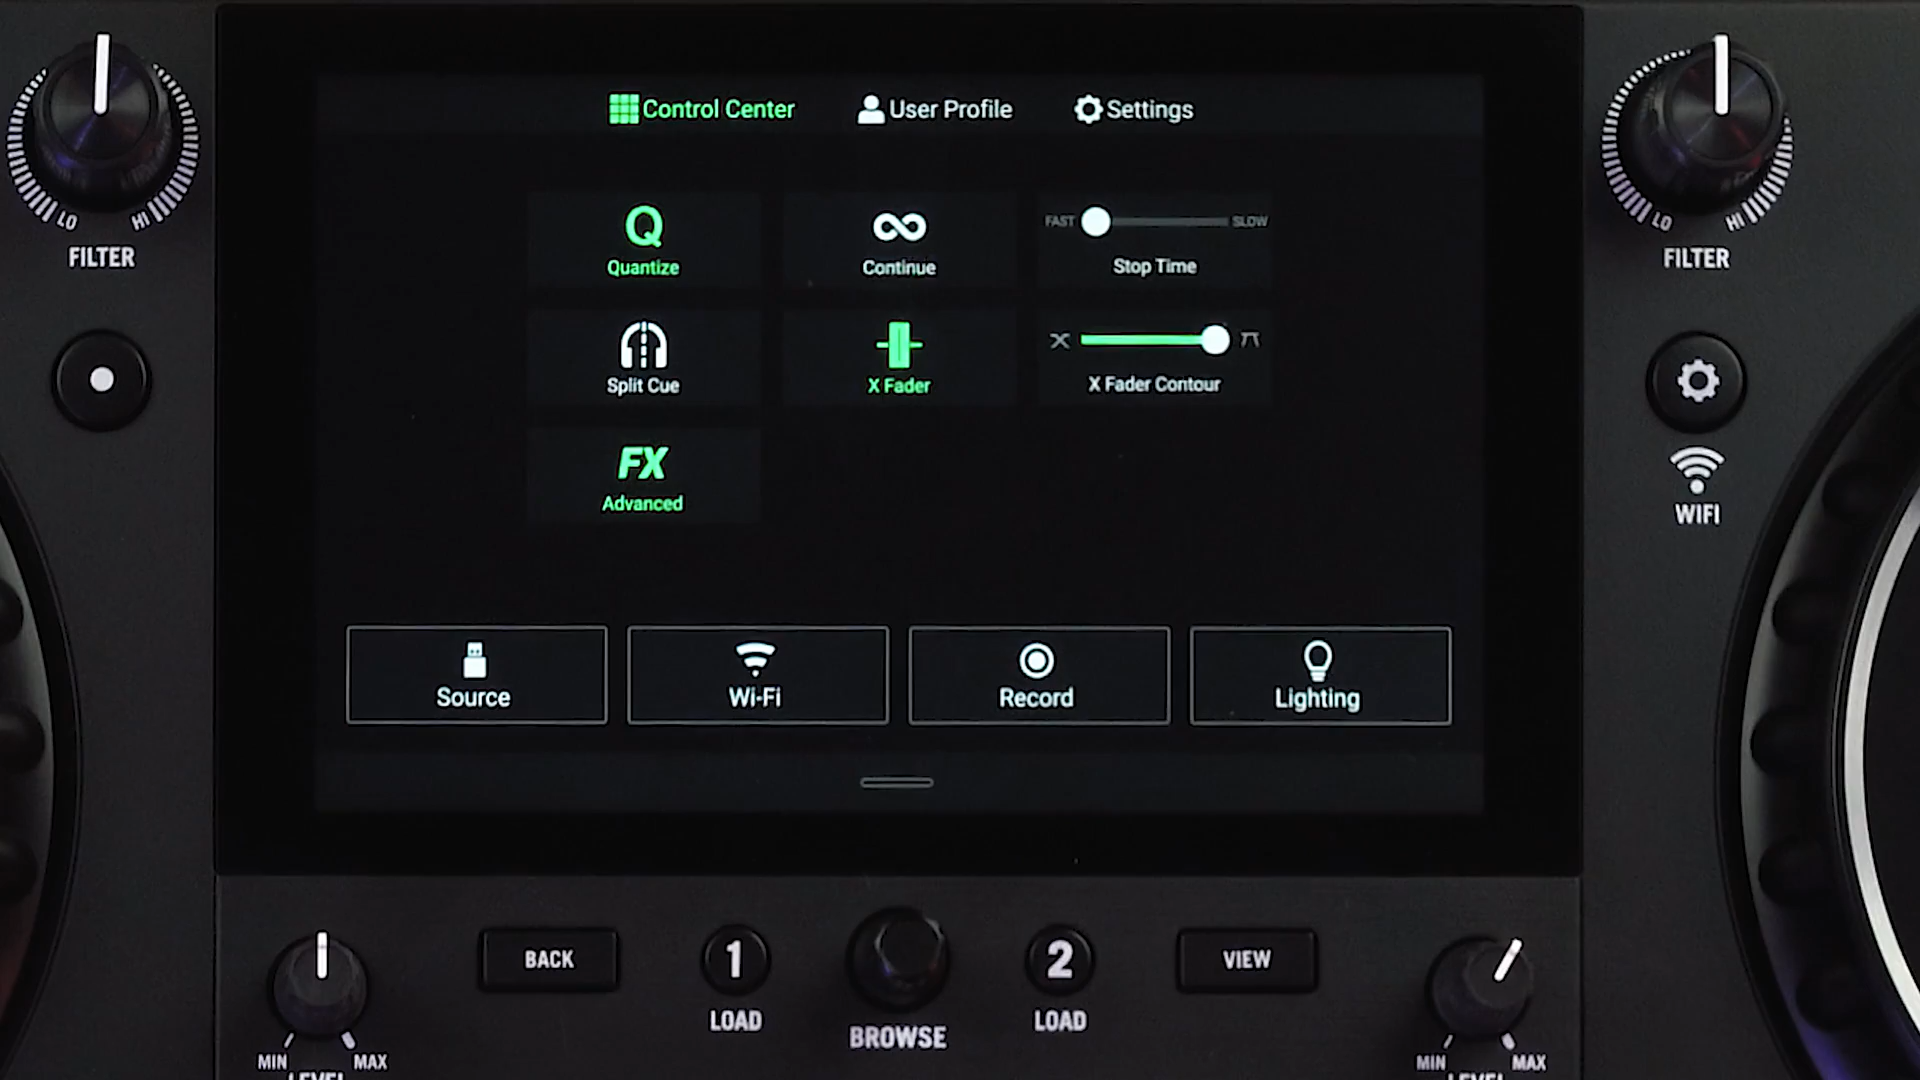 Control Center User Profile Settings
LO HI
FILTER
Q
Quantize
Continue
FAST SLOW
Stop Time
LO HI
FILTER
Split Cue
X Fader
X Fader Contour
FX
Advanced
WIFI
Source
Wi-Fi
Record
Lighting
BACK
1
LOAD
BROWSE
2
LOAD
VIEW
MIN MAX
LEVEL
MIN MAX
LEVEL